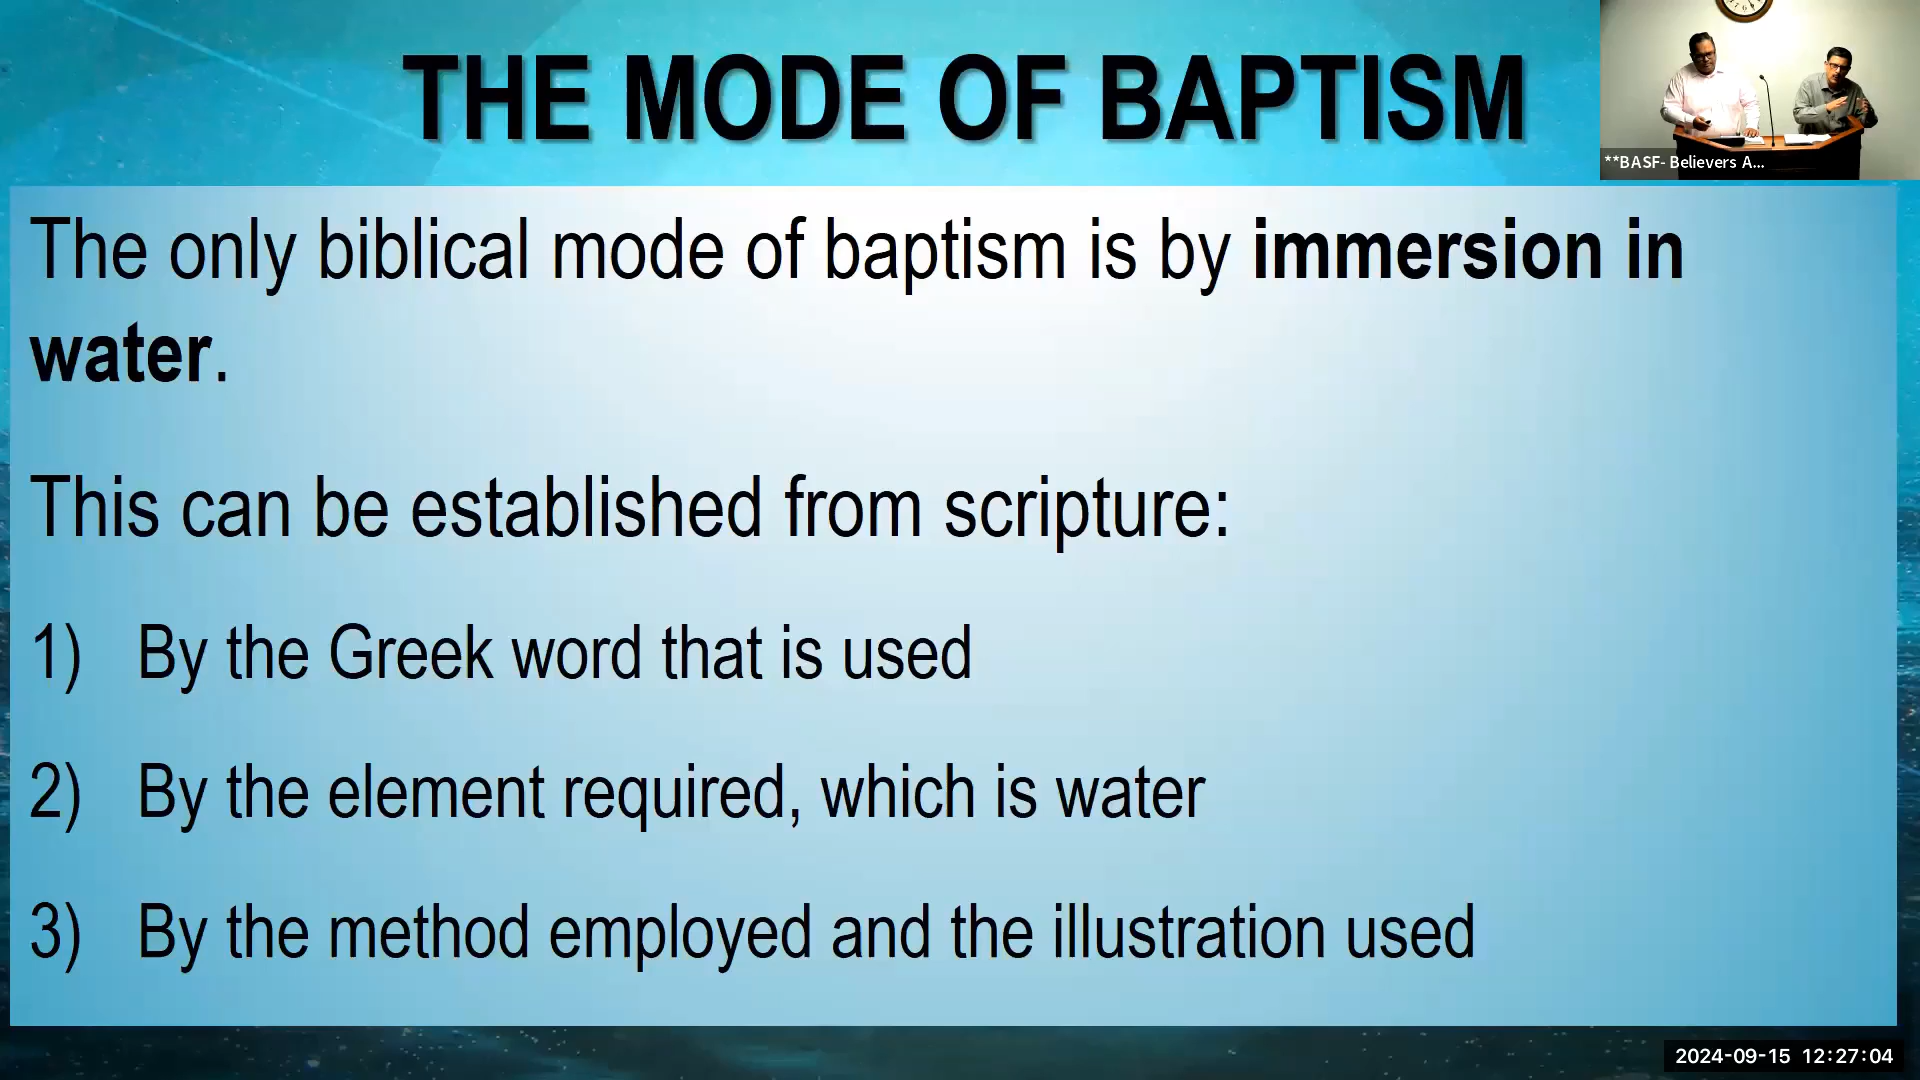 THE MODE OF BAPTISM
**BASF- Believers A...
The only biblical mode of baptism is by immersion in
water.
This can be established from scripture:
1) By the Greek word that is used
2) By the element required, which is water
3) By the method employed and the illustration used
2024-09-15 12:27:04